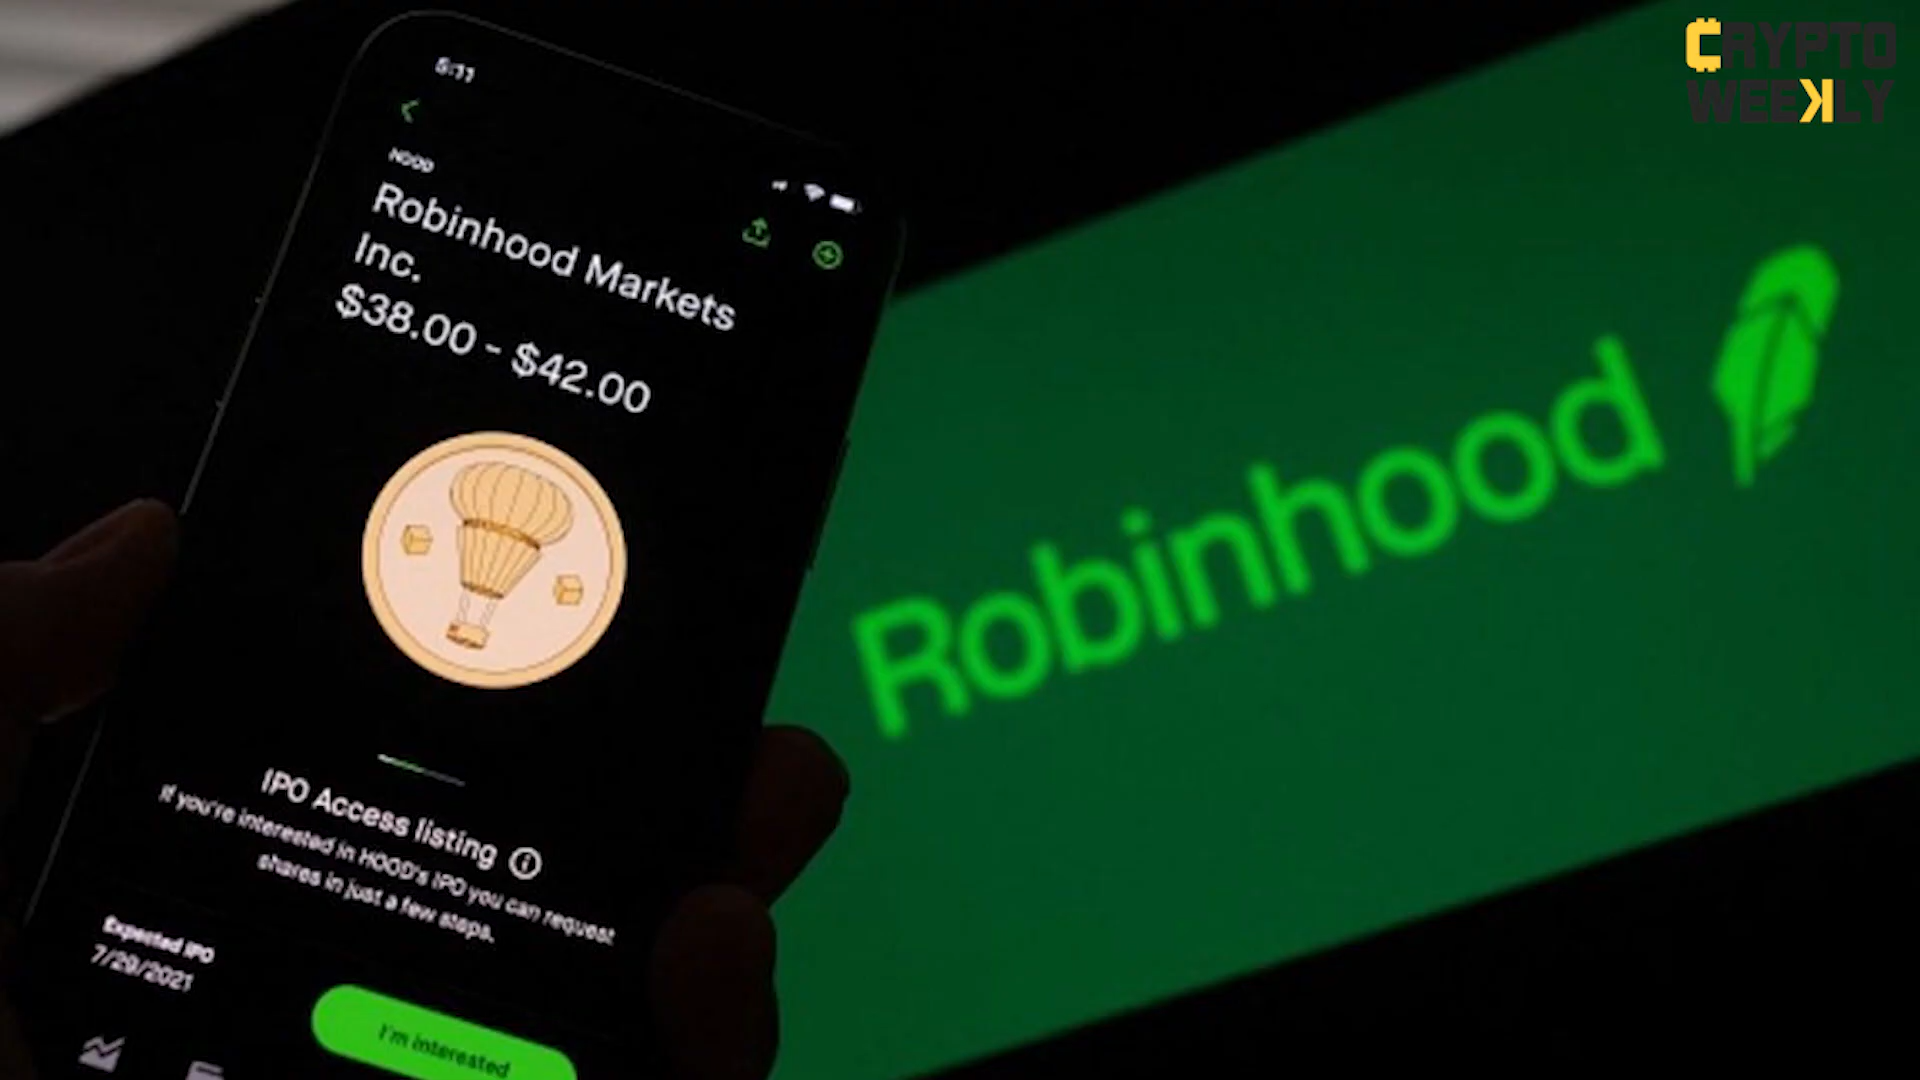 CRYPTO
WEEKLY
5:11
HOOD
Robinhood Markets
Inc.
$38.00 - $42.00
IPO Access listing
If you're interested in HOOD's IPO you can request
shares in just a few steps.
Expected IPO
7/29/2021
I'm interested
Robinhood